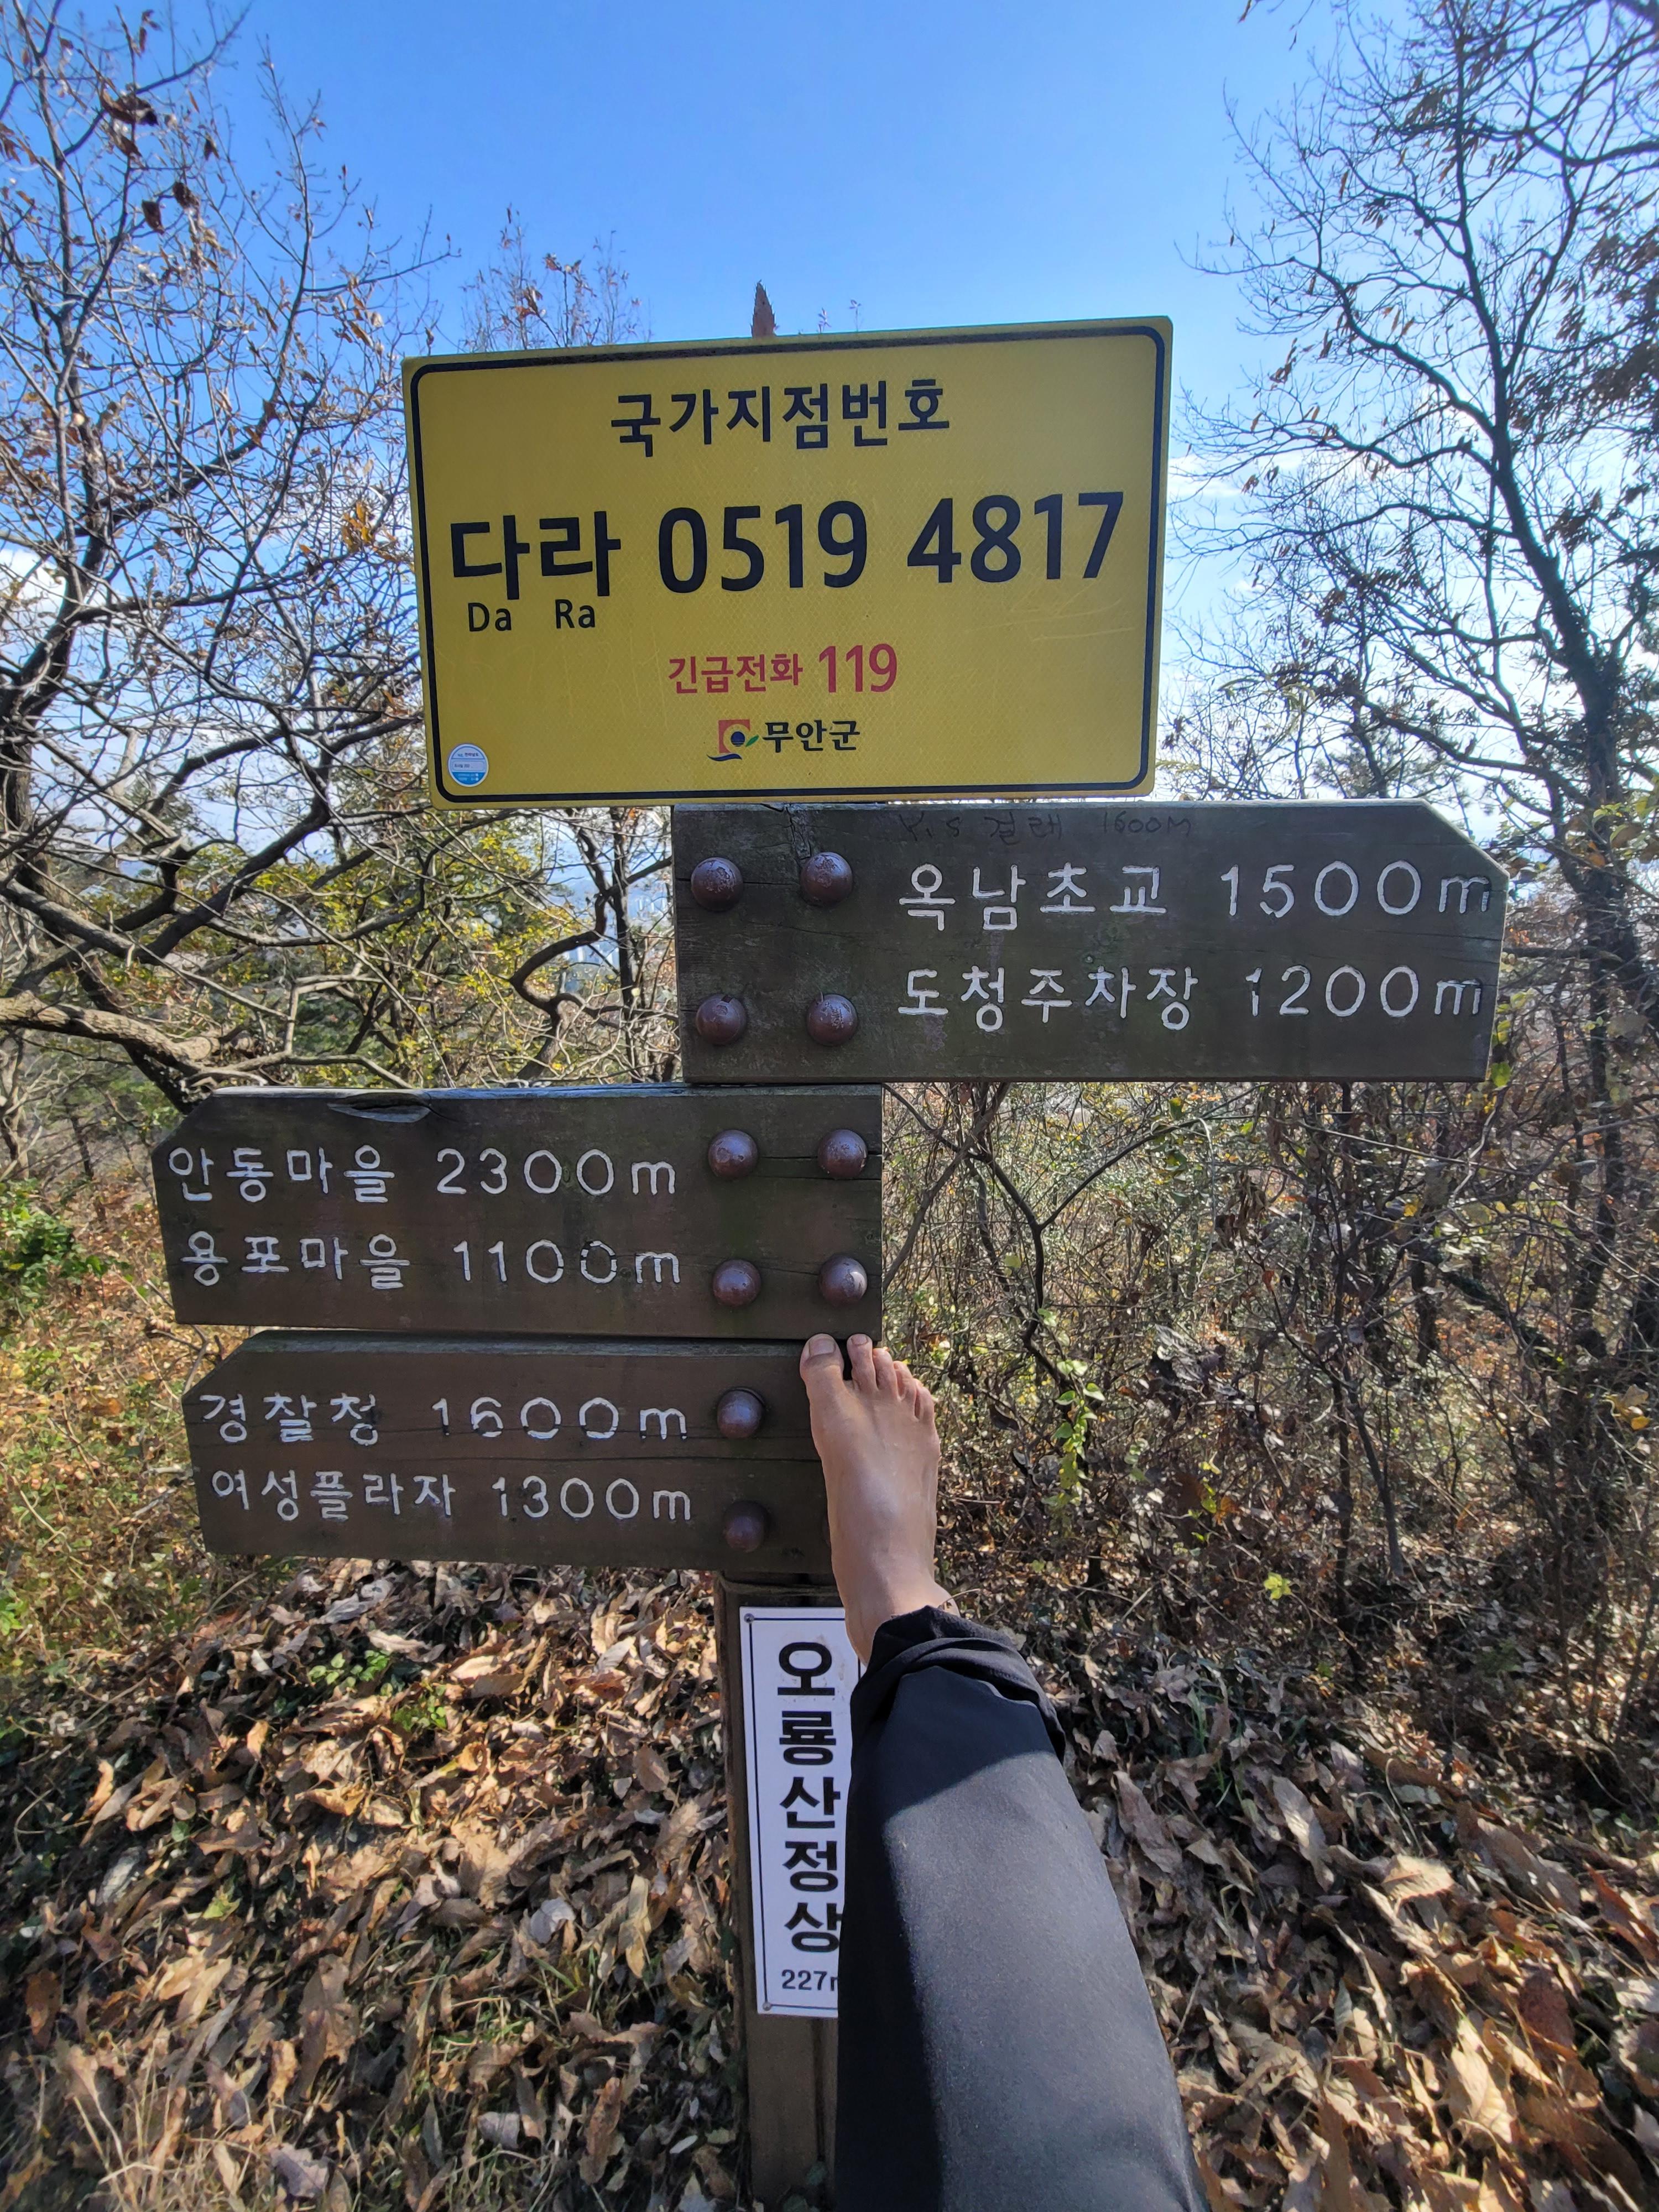 국가지점번호
다라 0519 4817
Da Ra
긴급전화 119
무안군
1600M
옥남초교 1500m
도청주차장 1200m
안동마을 2300m
용포마을 1100m
경찰청 1600m
여성플라자 1300m
오룡산정상
227